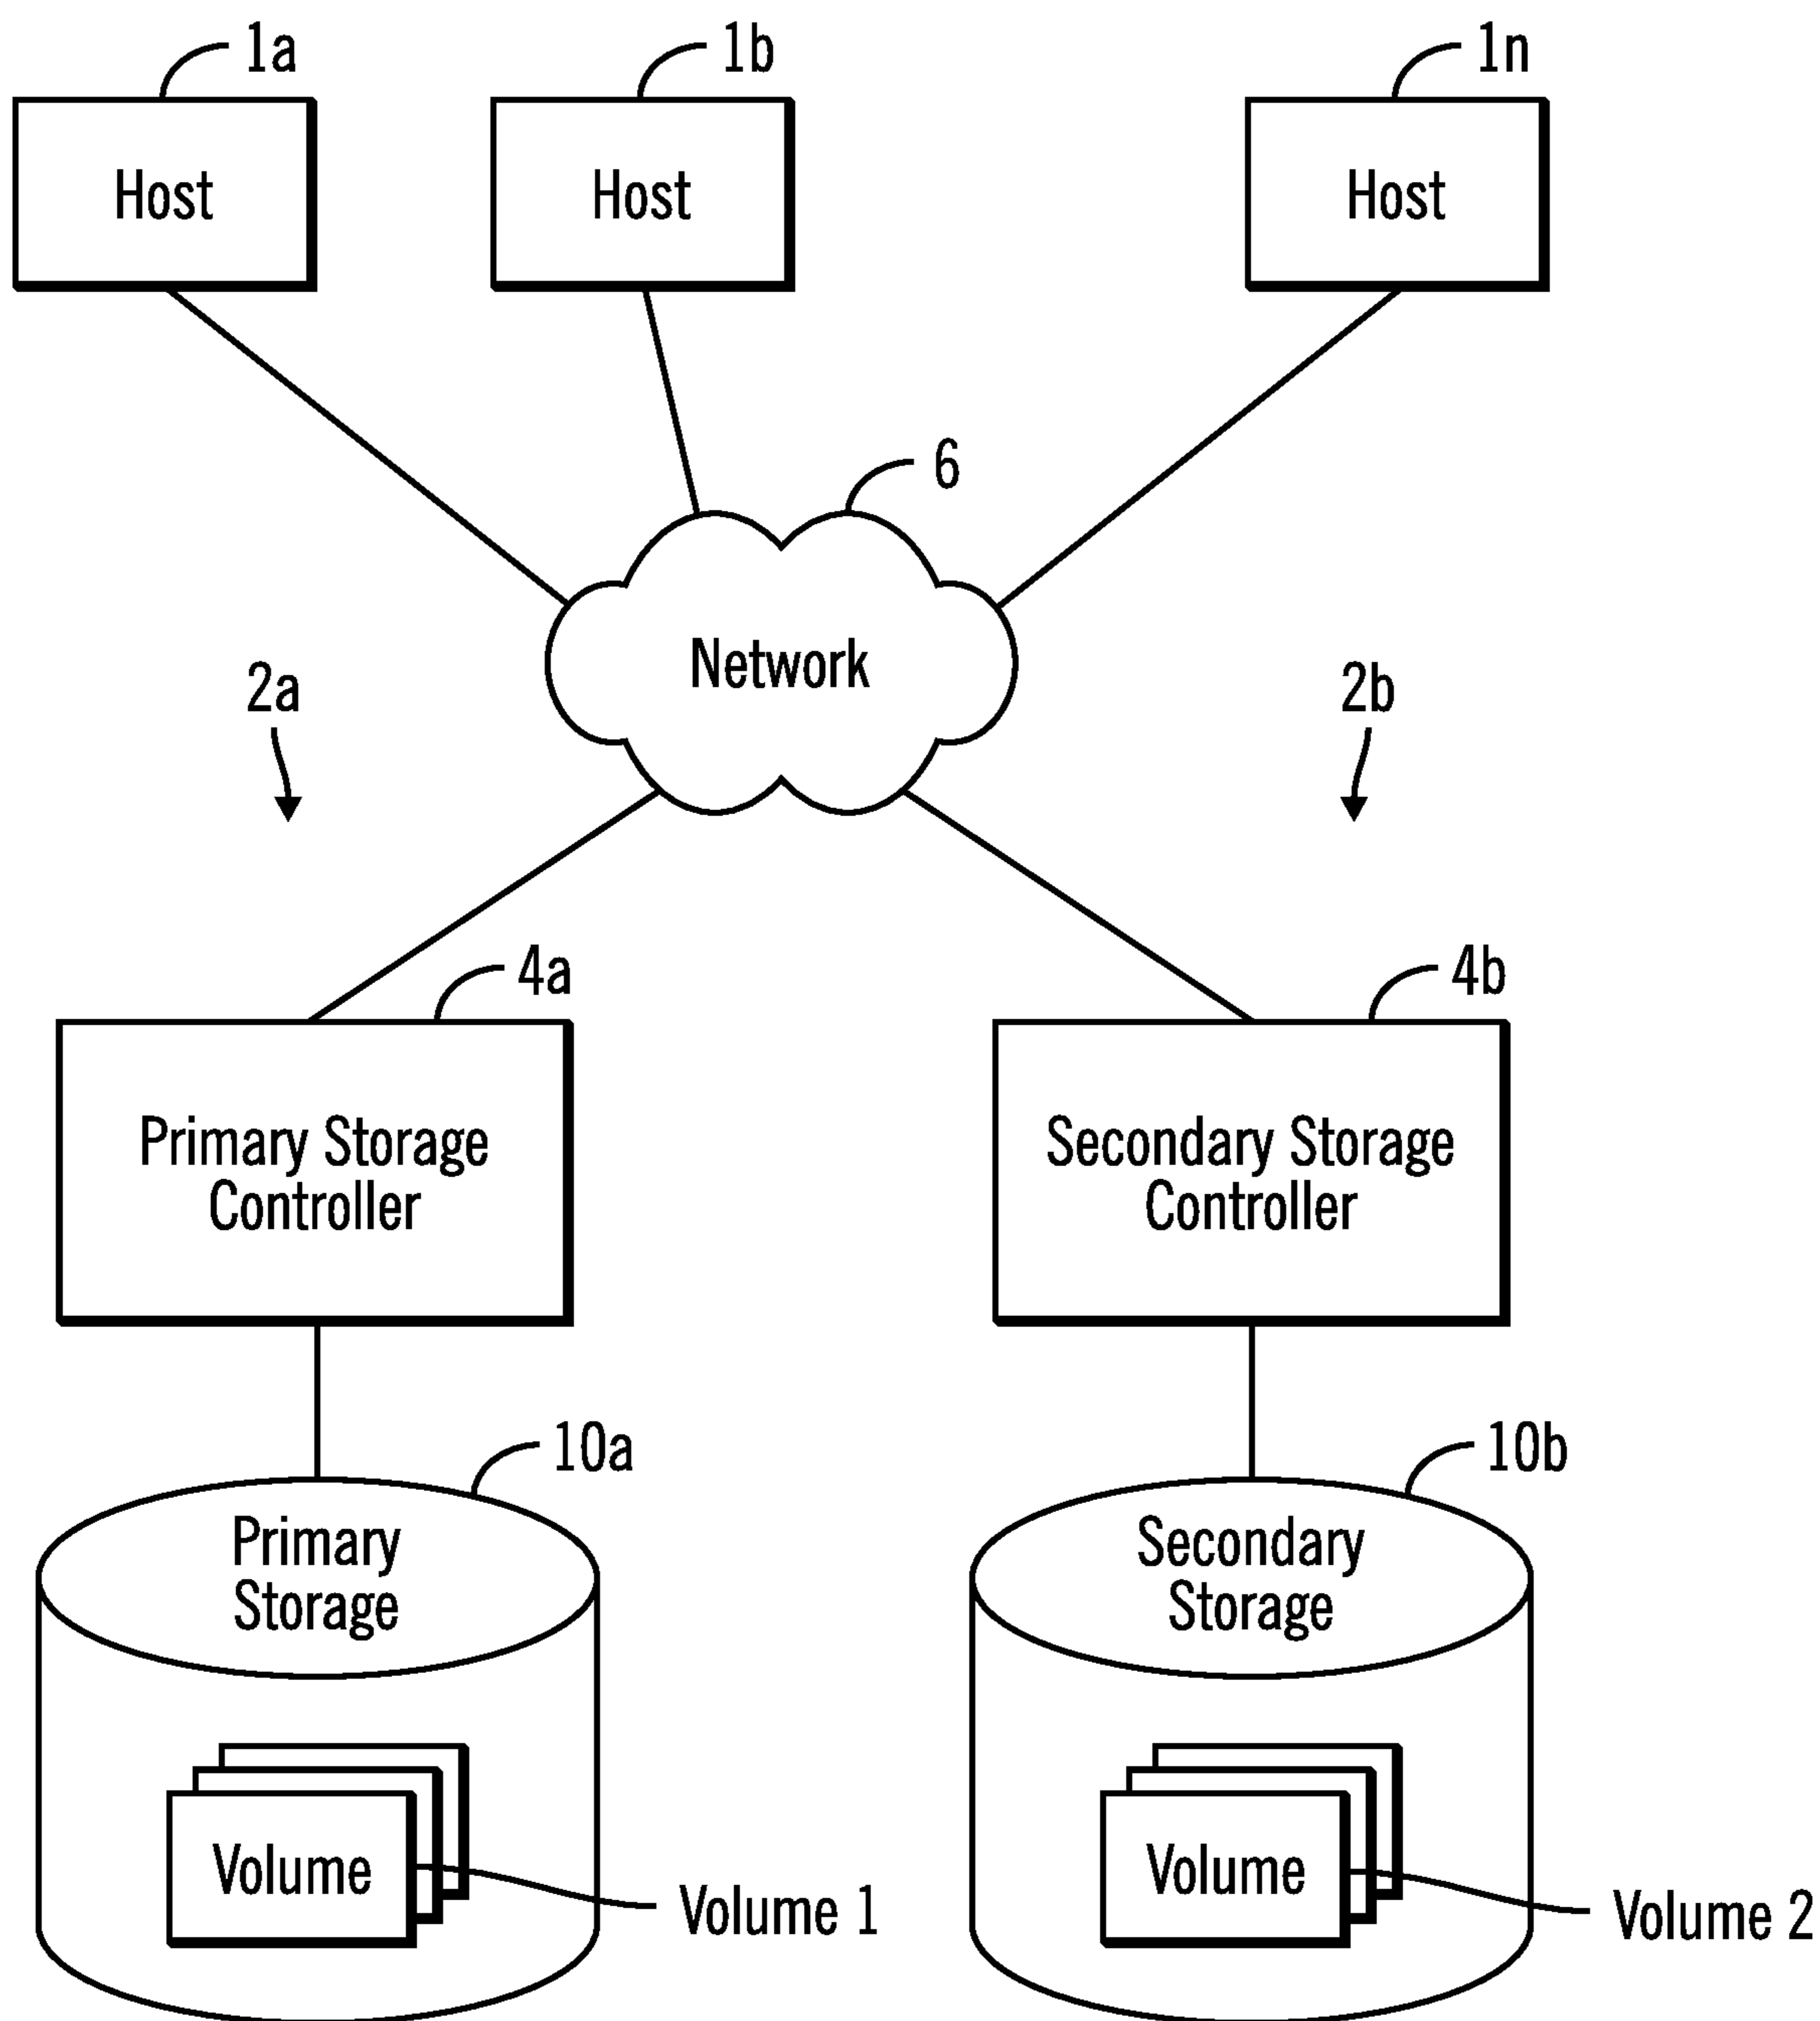 1a
1b
1n
Host
Host
Host
6
Network
2a
2b
4a
4b
Primary Storage
Controller
Secondary Storage
Controller
10a
10b
Primary
Storage
Secondary
Storage
Volume
Volume 1
Volume
Volume 2